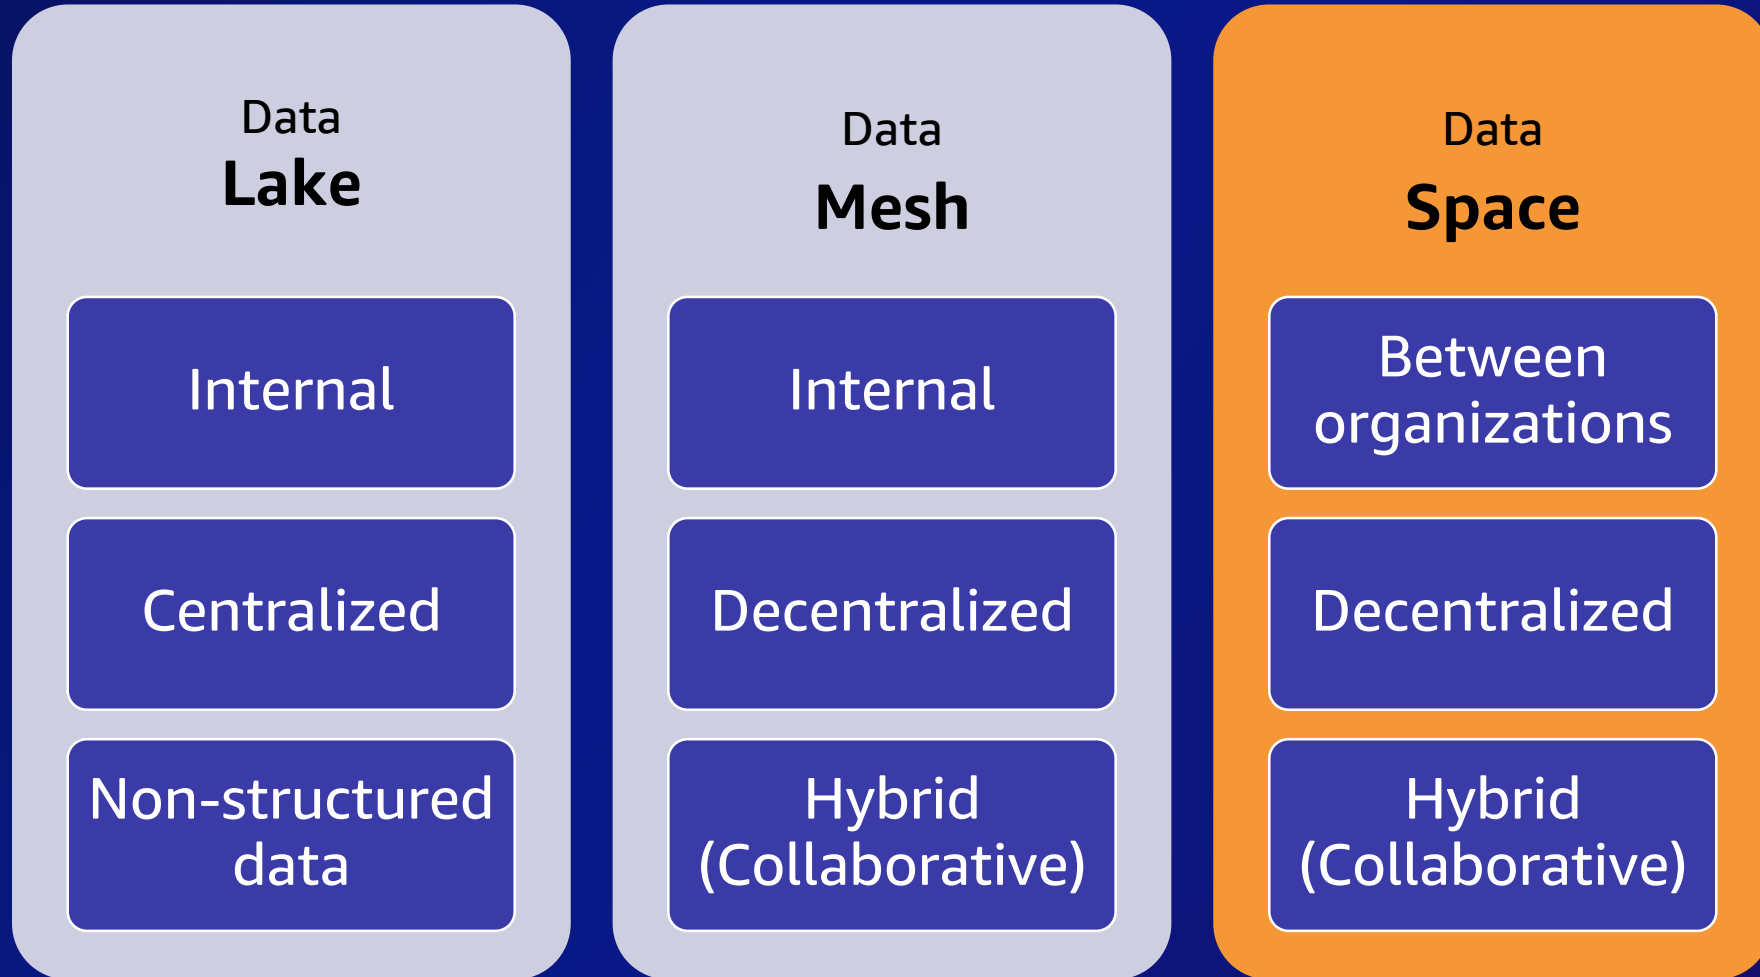 Data
Lake
Internal
Centralized
Non-structured
data
Data
Mesh
Internal
Decentralized
Hybrid
(Collaborative)
Data
Space
Between
organizations
Decentralized
Hybrid
(Collaborative)